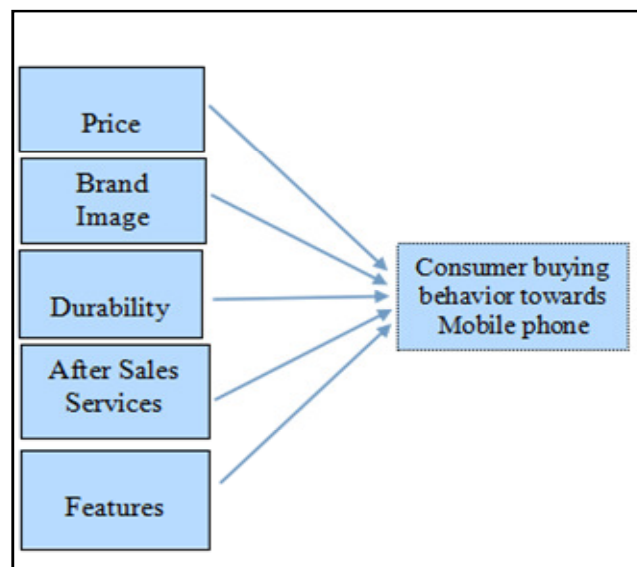 Price
Brand
Image
Durability
After Sales
Services
Features
Consumer buying
behavior towards
Mobile phone